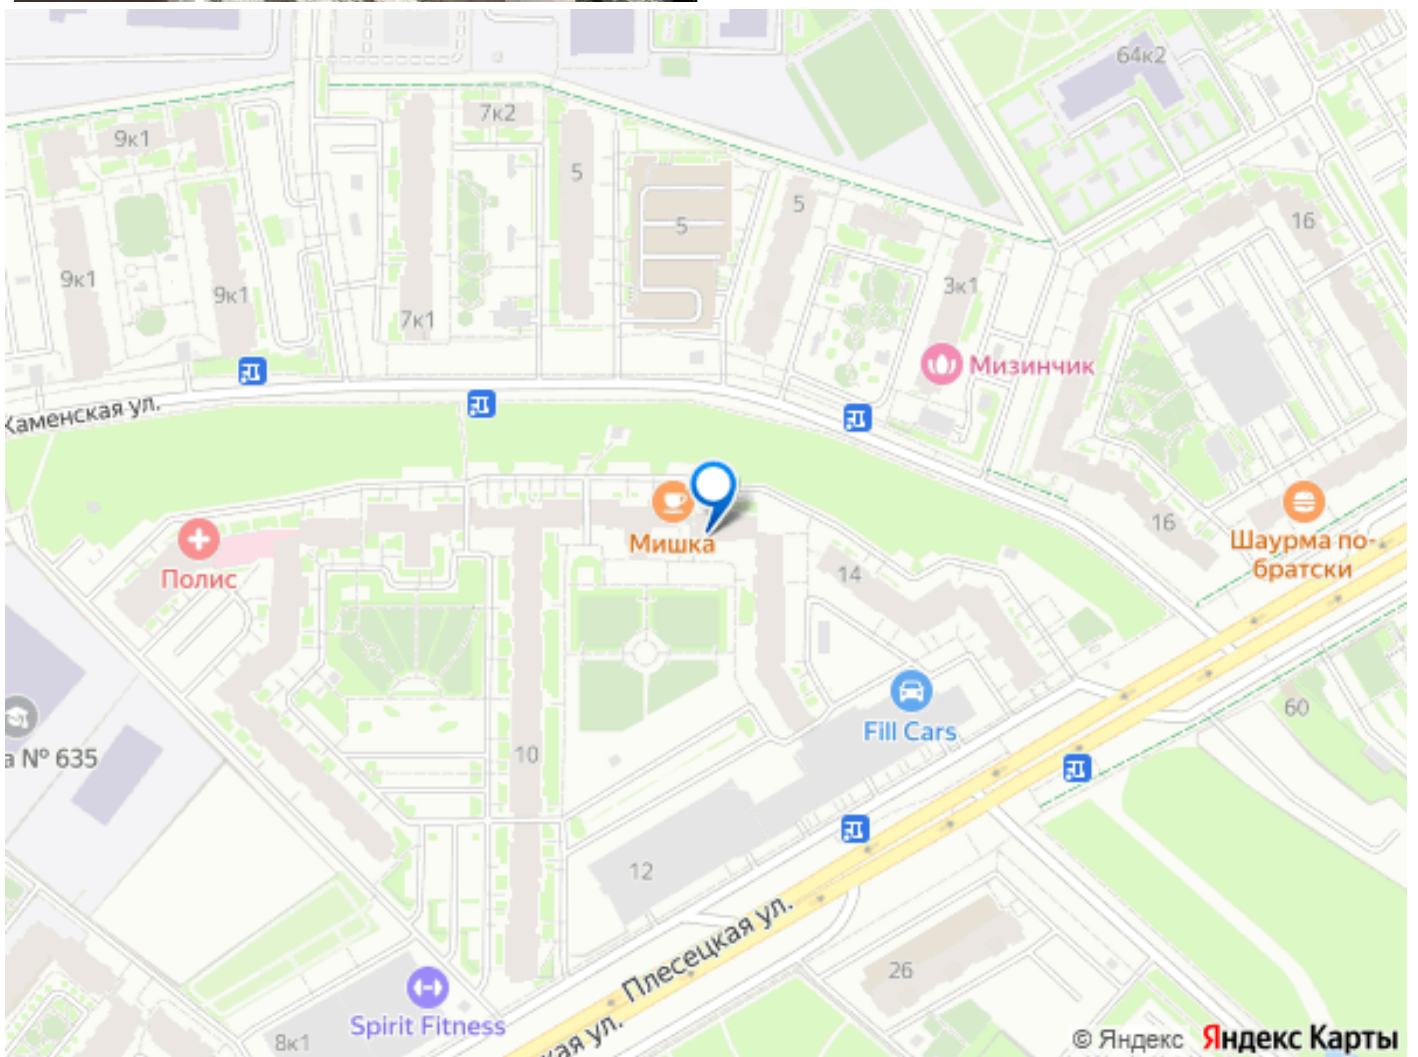 64к2
7к2
9к1
5
5
16
5
9к1
9к1
3к1
7к1
Мизинчик
Каменская ул.
16
Шаурма по-
братски
Мишка
Полис
14
60
Fill Cars
10
а № 635
12
Плесецкая ул.
26
Spirit Fitness
8к1
кая ул.
© Яндекс Яндекс Карты